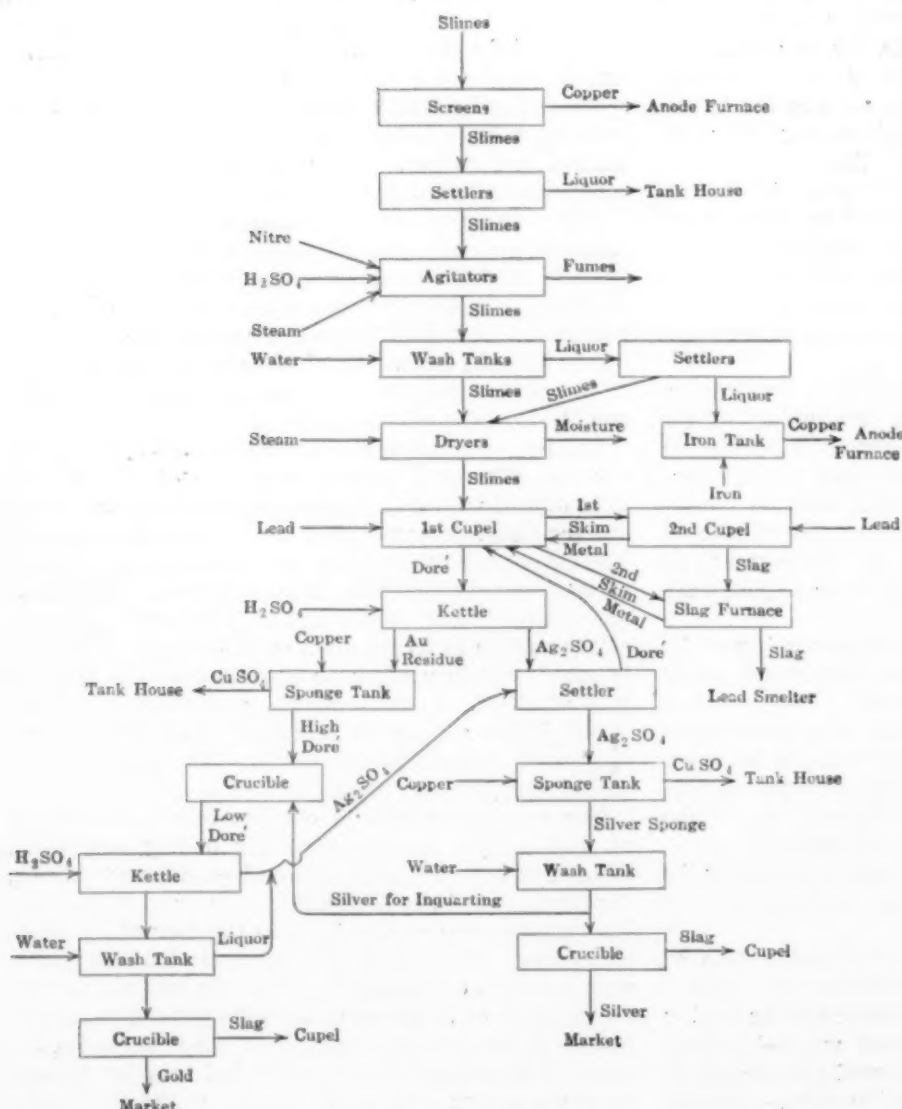 Slimes
Screens
Copper
Anode Furnace
Slimes
Settlers
Liquor
Tank House
Slimes
Nitre
H₂SO₄
Steam
Agitators
Fumes
Slimes
Water
Wash Tanks
Liquor
Settlers
Slimes
Slimes
Liquor
Steam
Dryers
Moisture
Iron Tank
Copper
Anode
Furnace
Slimes
Iron
Lead
1st Cupel
1st
Skim
Metal
2nd Cupel
Lead
Doré
2nd
Skim
Metal
Slag
H₂SO₄
Kettle
Slag Furnace
Copper
Au
Residue
Ag₂SO₄
Doré
Slag
Tank House
CuSO₄
Sponge Tank
Settler
Lead Smelter
High
Doré
Ag₂SO₄
Ag₂SO₄
Crucible
Copper
Sponge Tank
CuSO₄
Tank House
Low
Doré
Silver Sponge
H₂SO₄
Kettle
Water
Wash Tank
Silver for Inquarting
Water
Wash Tank
Liquor
Crucible
Slag
Cupel
Crucible
Slag
Cupel
Silver
Market
Gold
Market